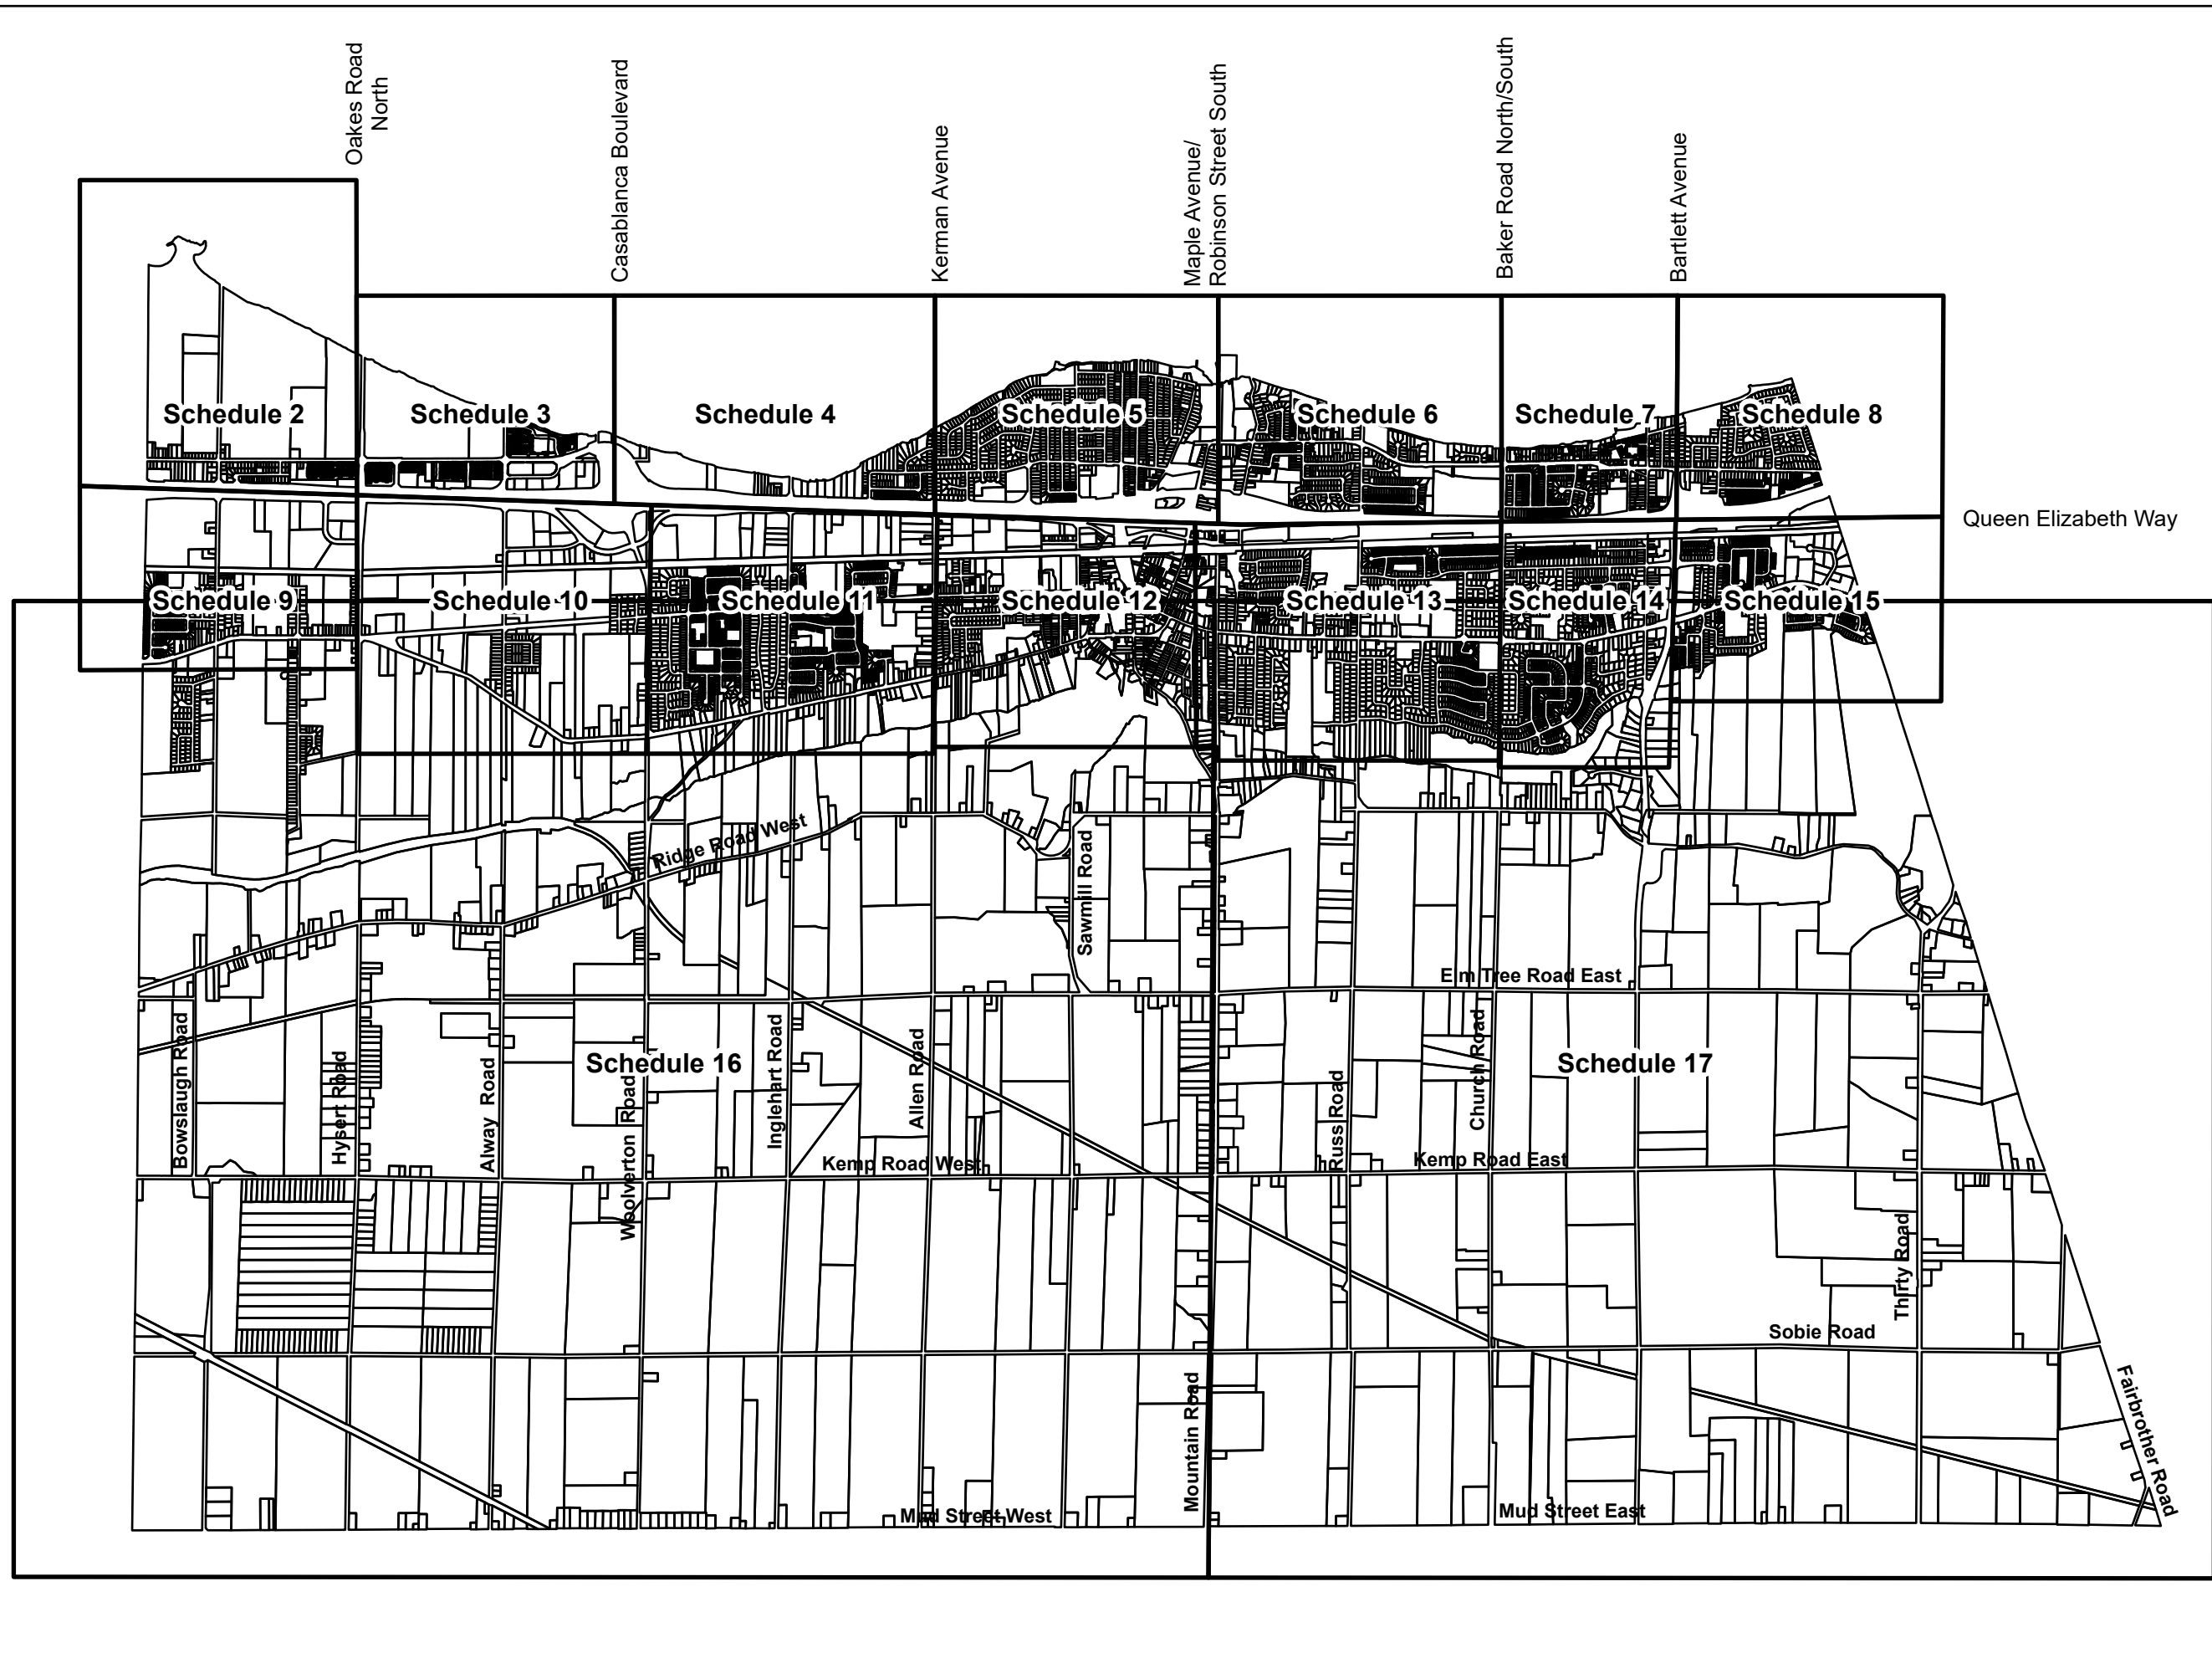 Oakes Road
North
Casablanca Boulevard
Kerman Avenue
Maple Avenue/
Robinson Street South
Baker Road North/South
Bartlett Avenue
Schedule 2
Schedule 3
Schedule 4
Schedule 5
Schedule 6
Schedule 7
Schedule 8
Queen Elizabeth Way
Schedule 9
Schedule 10
Schedule 11
Schedule 12
Schedule 13
Schedule 14
Schedule 15
Ridge Road West
Sawmill Road
Elm Tree Road East
Bowslaugh Road
Hysert Road
Alway Road
Schedule 16
Woolverton Road
Inglehart Road
Allen Road
Russ Road
Church Road
Schedule 17
Kemp Road West
Kemp Road East
Thirty Road
Sobie Road
Mountain Road
Fairbrother Road
Mud Street West
Mud Street East